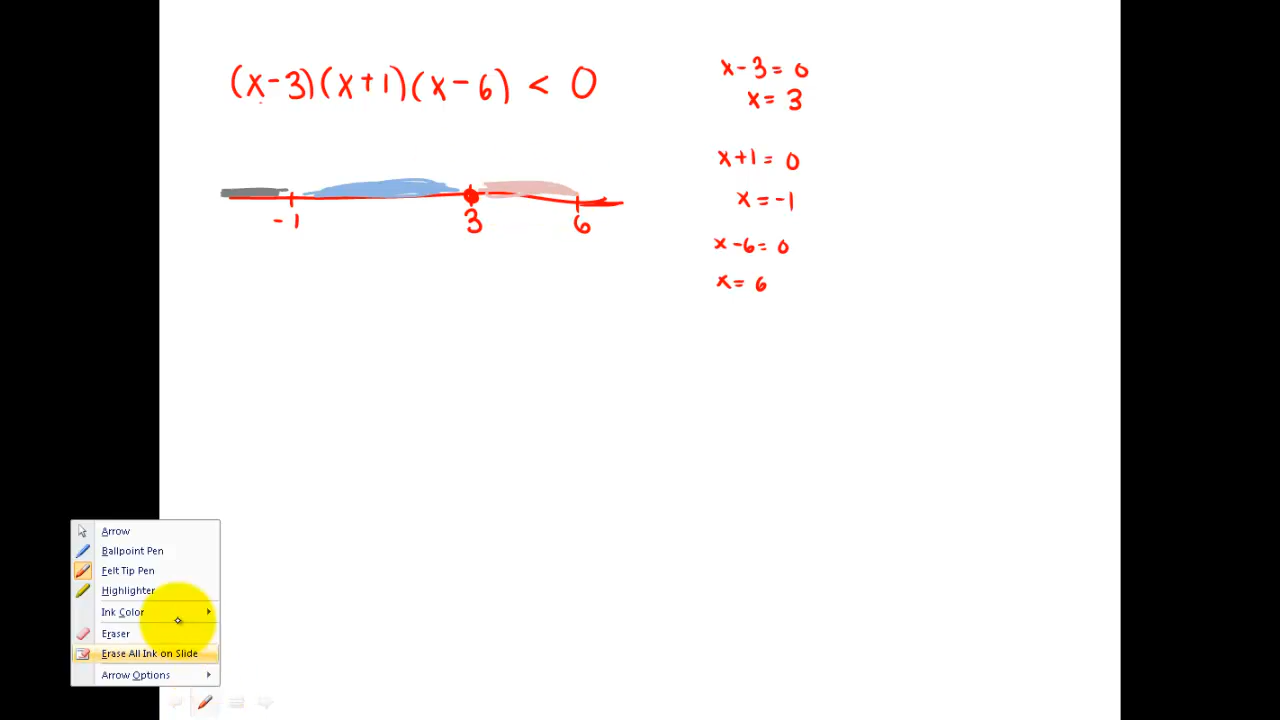 (x-3)(x+1)(x-6) < 0
-1 3 6
x-3=0
x=3
x+1=0
x=-1
x-6=0
x=6
Arrow
Ballpoint Pen
Felt Tip Pen
Highlighter
Ink Color
Eraser
Erase All Ink on Slide
Arrow Options